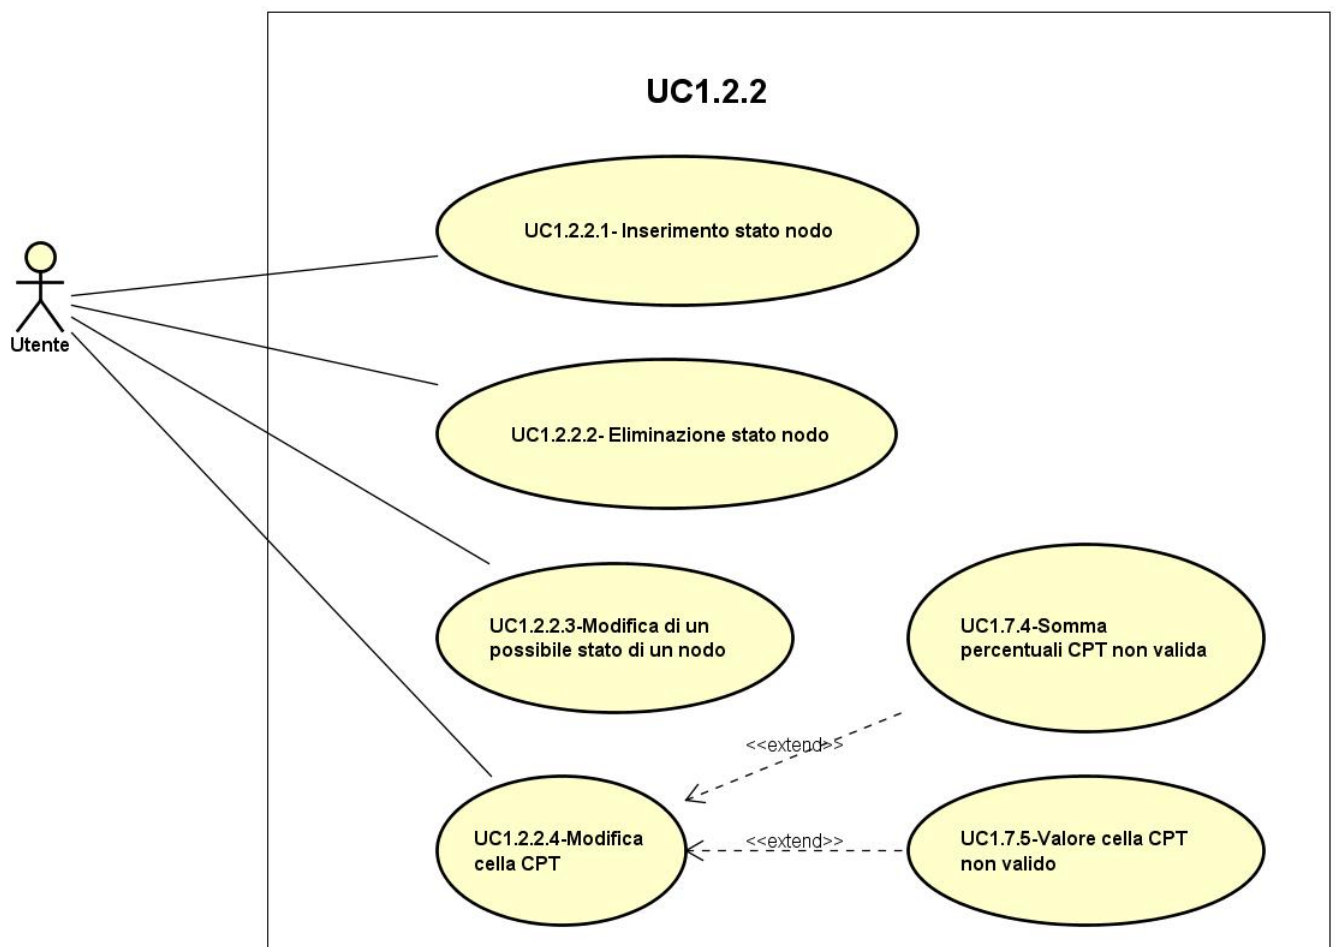 UC1.2.2
UC1.2.2.1- Inserimento stato nodo
Utente
UC1.2.2.2- Eliminazione stato nodo
UC1.2.2.3-Modifica di un
possibile stato di un nodo
UC1.7.4-Somma
percentuali CPT non valida
<<extend>>
UC1.2.2.4-Modifica
cella CPT
<<extend>>
UC1.7.5-Valore cella CPT
non valido